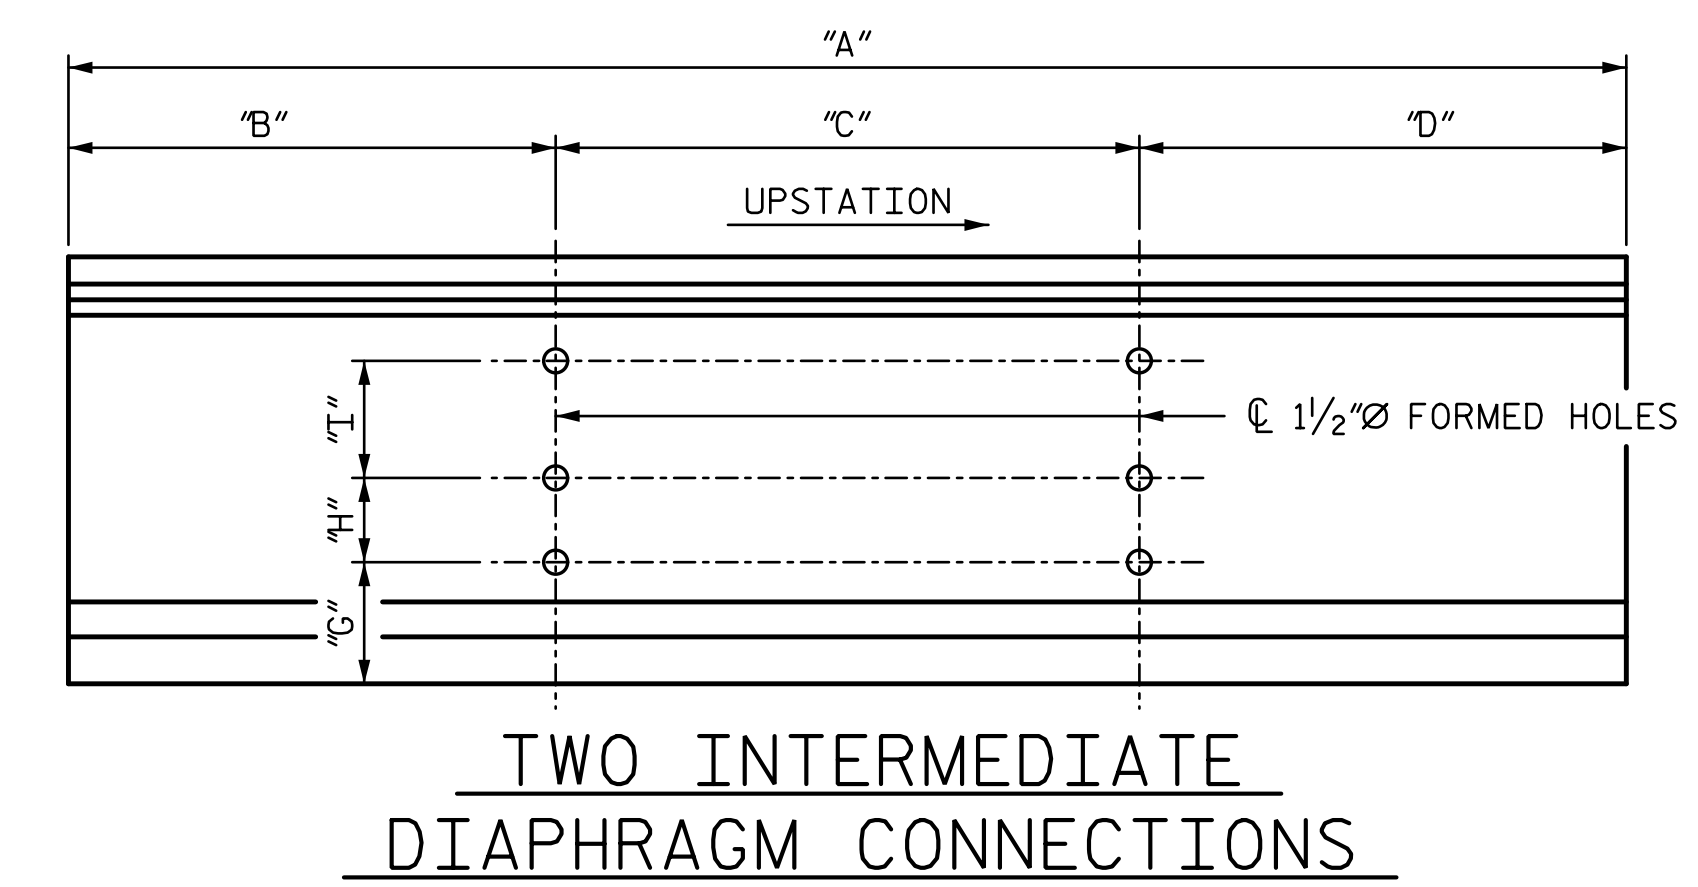 "A"
"B" "C" "D"
UPSTATION
"I"
℄ 1½"Ø FORMED HOLES
"H"
"G"
TWO INTERMEDIATE
DIAPHRAGM CONNECTIONS